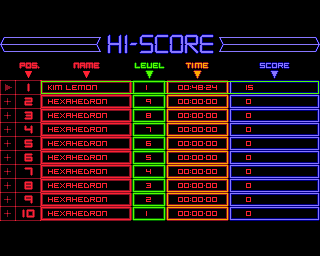 HI-SCORE
POS. NAME LEVEL TIME SCORE
1 KIM LEMON 1 00:48:24 15
2 HEXAHEDRON 9 00:00:00 0
3 HEXAHEDRON 8 00:00:00 0
4 HEXAHEDRON 7 00:00:00 0
5 HEXAHEDRON 6 00:00:00 0
6 HEXAHEDRON 5 00:00:00 0
7 HEXAHEDRON 4 00:00:00 0
8 HEXAHEDRON 3 00:00:00 0
9 HEXAHEDRON 2 00:00:00 0
10 HEXAHEDRON 1 00:00:00 0